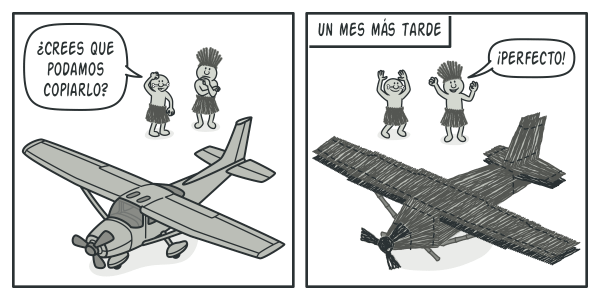 ¿CREES QUE
PODAMOS
COPIARLO?
UN MES MÁS TARDE
¡PERFECTO!